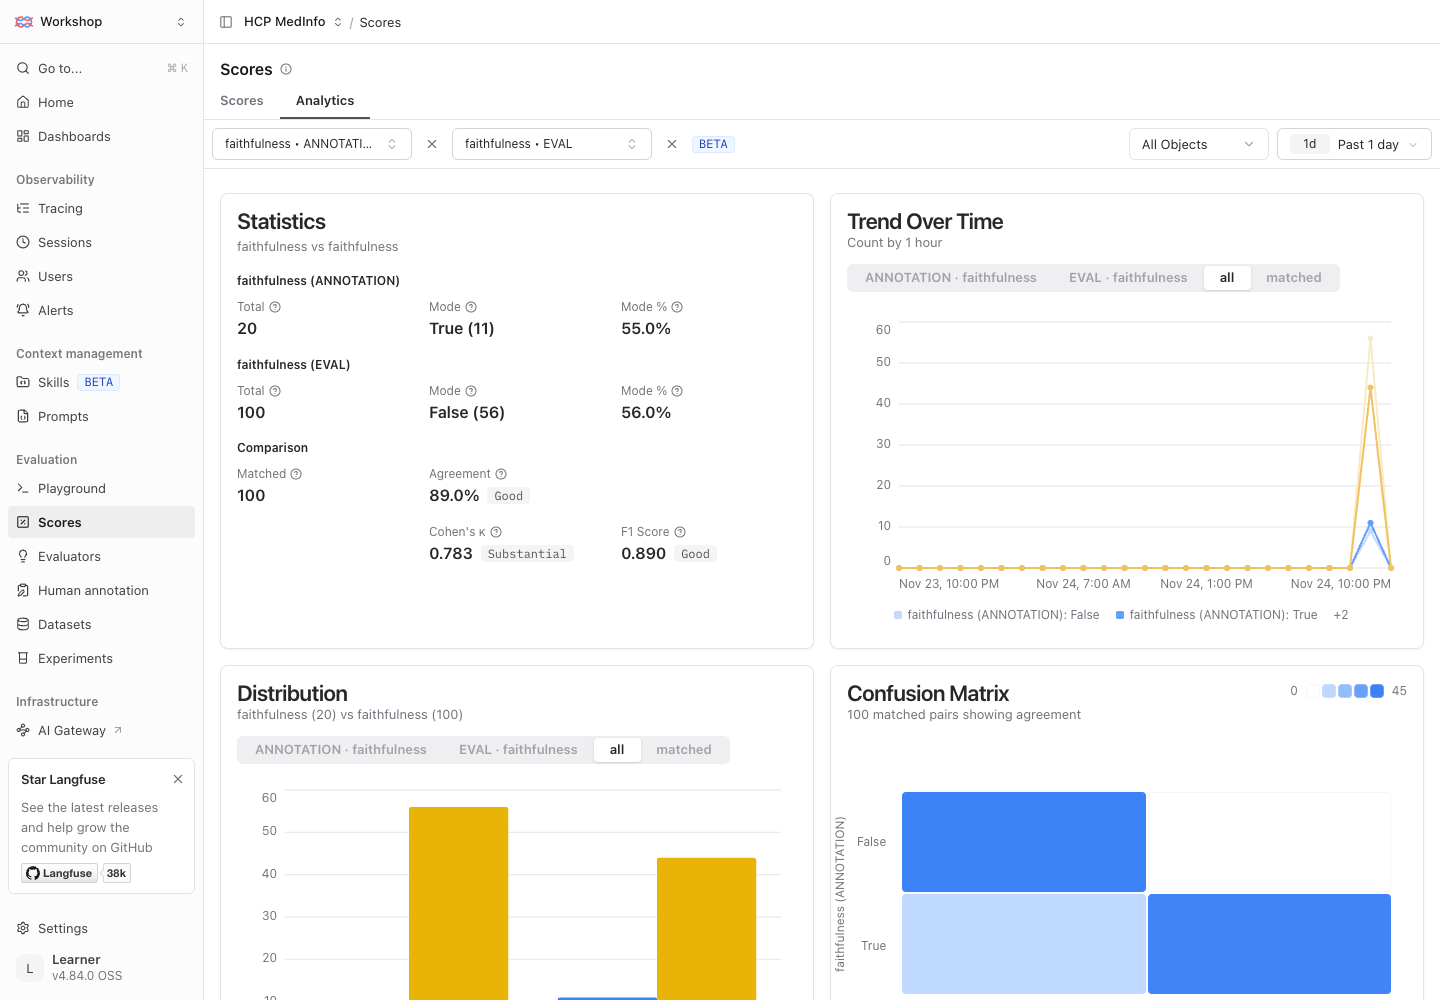 Workshop
HCP MedInfo / Scores
Go to...
⌘ K
Home
Dashboards
Observability
Tracing
Sessions
Users
Alerts
Context management
Skills BETA
Prompts
Evaluation
Playground
Scores
Evaluators
Human annotation
Datasets
Experiments
Infrastructure
AI Gateway
Star Langfuse
See the latest releases
and help grow the
community on GitHub
Langfuse 38k
Settings
L
Learner
v4.84.0 OSS
Scores
Scores Analytics
faithfulness • ANNOTATI...
faithfulness • EVAL
BETA
All Objects
1d Past 1 day
Statistics
faithfulness vs faithfulness
faithfulness (ANNOTATION)
Total Mode Mode %
20 True (11) 55.0%
faithfulness (EVAL)
Total Mode Mode %
100 False (56) 56.0%
Comparison
Matched Agreement
100 89.0% Good
Cohen's κ F1 Score
0.783 Substantial 0.890 Good
Trend Over Time
Count by 1 hour
ANNOTATION · faithfulness EVAL · faithfulness all matched
60
50
40
30
20
10
0
Nov 23, 10:00 PM Nov 24, 7:00 AM Nov 24, 1:00 PM Nov 24, 10:00 PM
faithfulness (ANNOTATION): False faithfulness (ANNOTATION): True +2
Distribution
faithfulness (20) vs faithfulness (100)
ANNOTATION · faithfulness EVAL · faithfulness all matched
60
50
40
30
20
10
Confusion Matrix
0 45
100 matched pairs showing agreement
faithfulness (ANNOTATION)
False
True